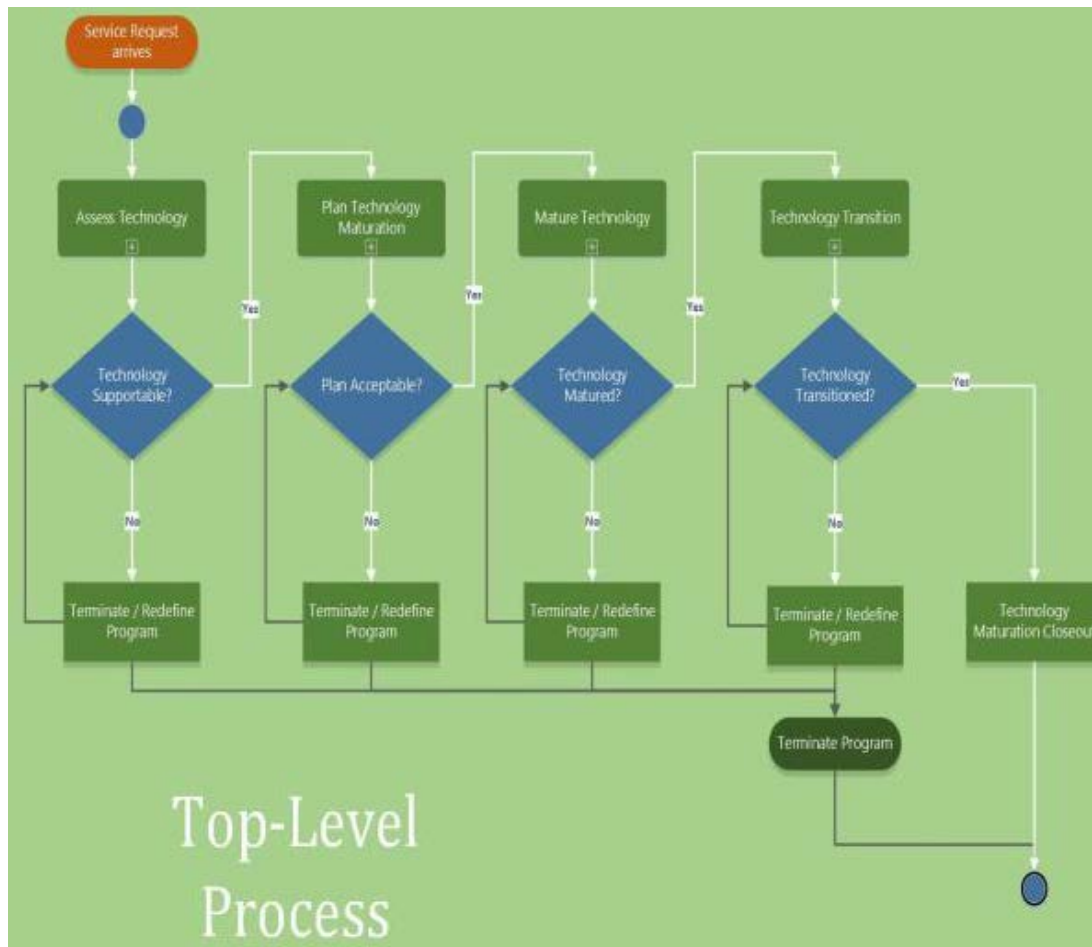 Service Request
arrives
Assess Technology
Plan Technology
Maturation
Mature Technology
Technology Transition
Yes
Yes
Yes
Technology
Supportable?
Plan Acceptable?
Technology
Matured?
Technology
Transitioned?
Yes
No
No
No
No
Terminate / Redefine
Program
Terminate / Redefine
Program
Terminate / Redefine
Program
Terminate / Redefine
Program
Technology
Maturation Closeout
Terminate Program
Top-Level
Process